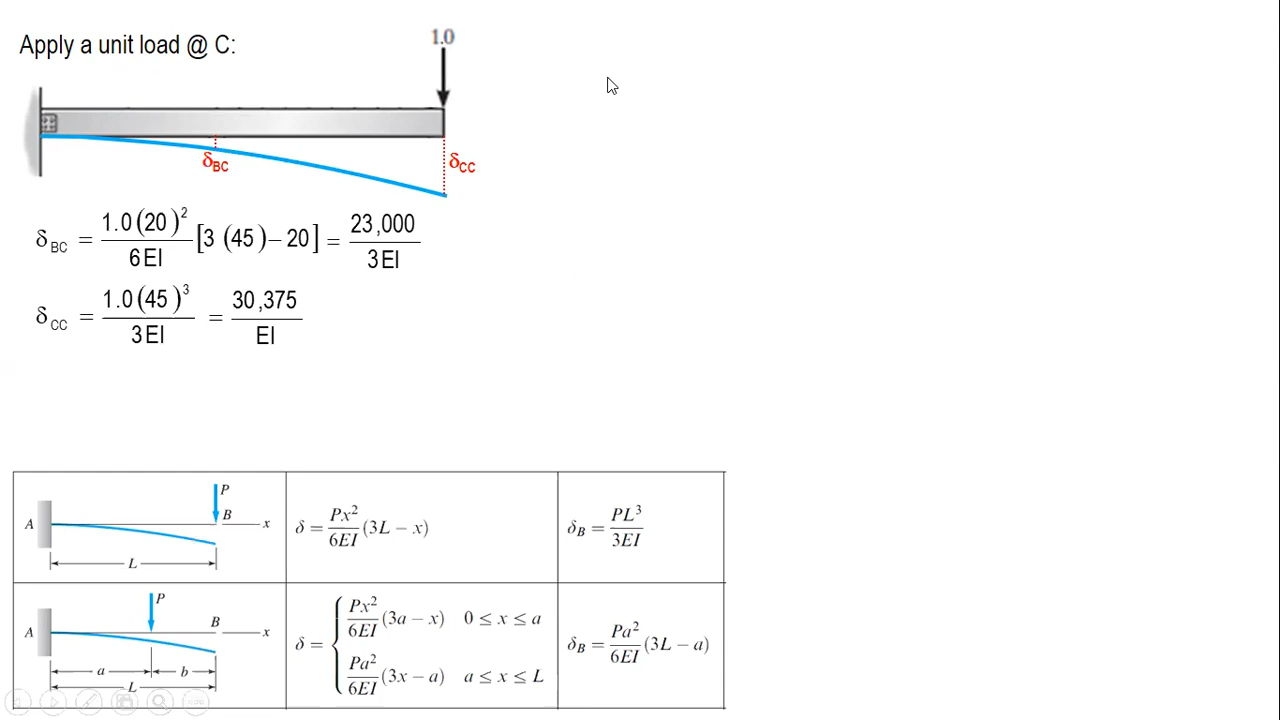 Apply a unit load @ C:
1.0
δBC
δCC
δBC = 1.0(20)² / 6EI [3 (45) – 20] = 23,000 / 3EI
δCC = 1.0(45)³ / 3EI = 30,375 / EI
P
A B x
L
δ = Px² / 6EI (3L − x)
δB = PL³ / 3EI
P
A B x
a b
L
δ = { Px² / 6EI (3a − x) 0 ≤ x ≤ a
Pa² / 6EI (3x − a) a ≤ x ≤ L
δB = Pa² / 6EI (3L − a)